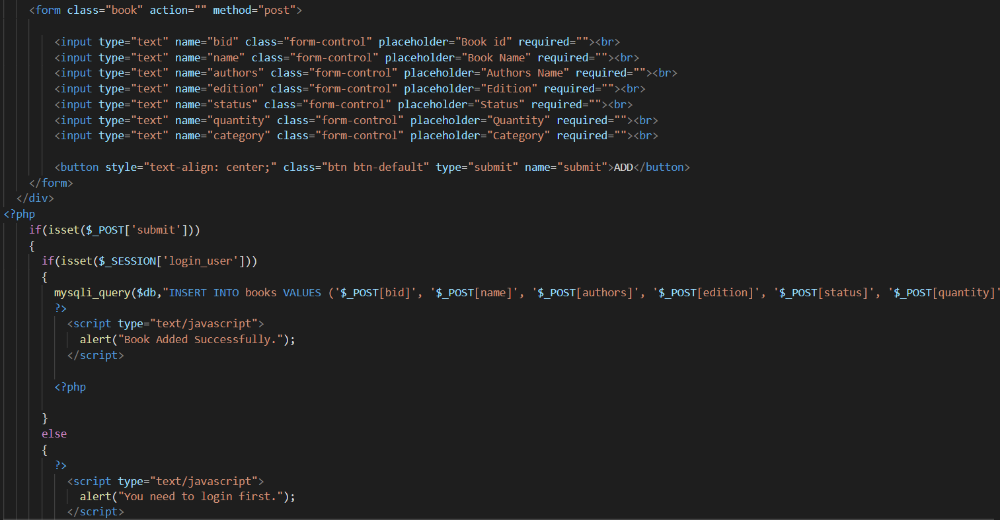 <form class="book" action="" method="post">
<input type="text" name="bid" class="form-control" placeholder="Book id" required=""><br>
<input type="text" name="name" class="form-control" placeholder="Book Name" required=""><br>
<input type="text" name="authors" class="form-control" placeholder="Authors Name" required=""><br>
<input type="text" name="edition" class="form-control" placeholder="Edition" required=""><br>
<input type="text" name="status" class="form-control" placeholder="Status" required=""><br>
<input type="text" name="quantity" class="form-control" placeholder="Quantity" required=""><br>
<input type="text" name="category" class="form-control" placeholder="Category" required=""><br>
<button style="text-align: center;" class="btn btn-default" type="submit" name="submit">ADD</button>
</form>
</div>
<?php
if(isset($_POST['submit']))
{
if(isset($_SESSION['login_user']))
{
mysqli_query($db,"INSERT INTO books VALUES ('$_POST[bid]', '$_POST[name]', '$_POST[authors]', '$_POST[edition]', '$_POST[status]', '$_POST[quantity]'
?>
<script type="text/javascript">
alert("Book Added Successfully.");
</script>
<?php
}
else
{
?>
<script type="text/javascript">
alert("You need to login first.");
</script>